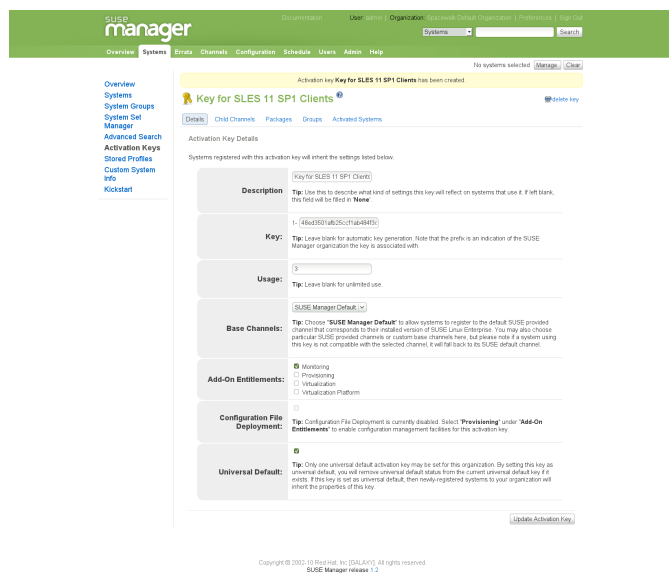 suse
manager
Documentation User: admin | Organization: Spacewalk Default Organization | Preferences | Sign Out
Systems Search
Overview Systems Errata Channels Configuration Schedule Users Admin Help
No systems selected Manage Clear
Overview
Systems
System Groups
System Set
Manager
Advanced Search
Activation Keys
Stored Profiles
Custom System
Info
Kickstart
Activation key Key for SLES 11 SP1 Clients has been created.
Key for SLES 11 SP1 Clients
delete key
Details Child Channels Packages Groups Activated Systems
Activation Key Details
Systems registered with this activation key will inherit the settings listed below.
Description
Key for SLES 11 SP1 Clients
Tip: Use this to describe what kind of settings this key will reflect on systems that use it. If left blank,
this field will be filled in 'None'.
Key:
1- 48ed3501afb25ccf1ab484f3c
Tip: Leave blank for automatic key generation. Note that the prefix is an indication of the SUSE
Manager organization the key is associated with.
Usage:
3
Tip: Leave blank for unlimited use.
Base Channels:
SUSE Manager Default
Tip: Choose "SUSE Manager Default" to allow systems to register to the default SUSE provided
channel that corresponds to their installed version of SUSE Linux Enterprise. You may also choose
particular SUSE provided channels or custom base channels here, but please note if a system using
this key is not compatible with the selected channel, it will fall back to its SUSE default channel.
Add-On Entitlements:
Monitoring
Provisioning
Virtualization
Virtualization Platform
Configuration File
Deployment:
Tip: Configuration File Deployment is currently disabled. Select "Provisioning" under "Add-On
Entitlements" to enable configuration management facilities for this activation key.
Universal Default:
Tip: Only one universal default activation key may be set for this organization. By setting this key as
universal default, you will remove universal default status from the current universal default key if it
exists. If this key is set as universal default, then newly-registered systems to your organization will
inherit the properties of this key.
Update Activation Key
Copyright © 2002-10 Red Hat, Inc.[GALAXY]. All rights reserved.
SUSE Manager release 1.2